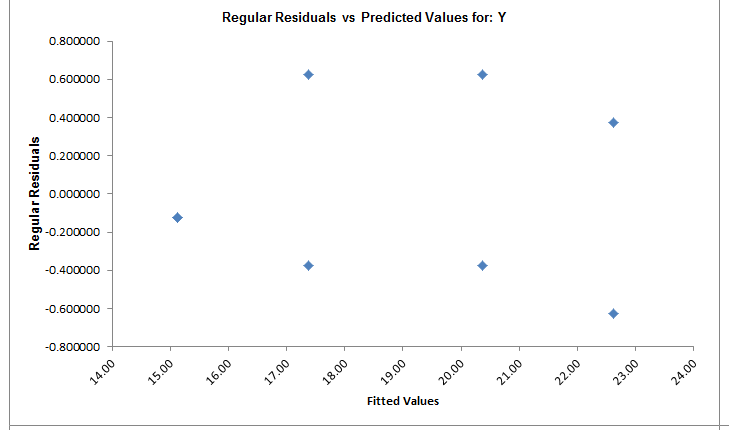 Regular Residuals vs Predicted Values for: Y
0.800000
0.600000
0.400000
0.200000
0.000000
-0.200000
-0.400000
-0.600000
-0.800000
Regular Residuals
14.00 15.00 16.00 17.00 18.00 19.00 20.00 21.00 22.00 23.00 24.00
Fitted Values